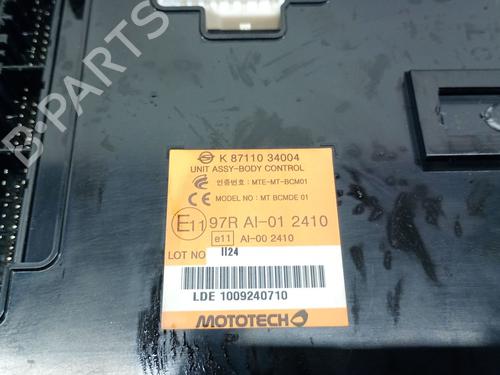 K 87110 34004
UNIT ASSY-BODY CONTROL
인증번호 : MTE-MT-BCM01
MODEL NO : MT BCMDE 01
E11 97R AI-01 2410
e11 AI-00 2410
LOT NO 1124
LDE 1009240710
MOTOTECH
B-PARTS